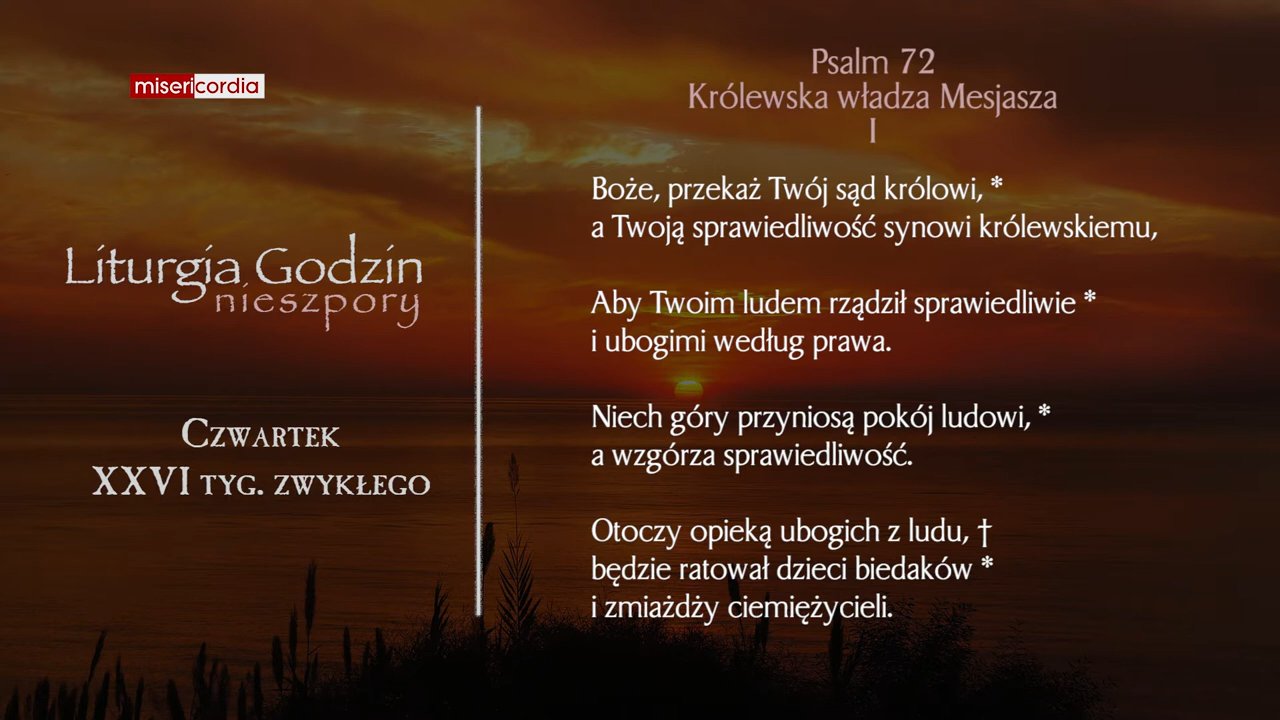 misericordia
Liturgia Godzin
nieszpory
Czwartek
XXVI tyg. zwykłego
Psalm 72
Królewska władza Mesjasza
I
Boże, przekaż Twój sąd królowi, *
a Twoją sprawiedliwość synowi królewskiemu,
Aby Twoim ludem rządził sprawiedliwie *
i ubogimi według prawa.
Niech góry przyniosą pokój ludowi, *
a wzgórza sprawiedliwość.
Otoczy opieką ubogich z ludu, †
będzie ratował dzieci biedaków *
i zmiażdży ciemiężycieli.